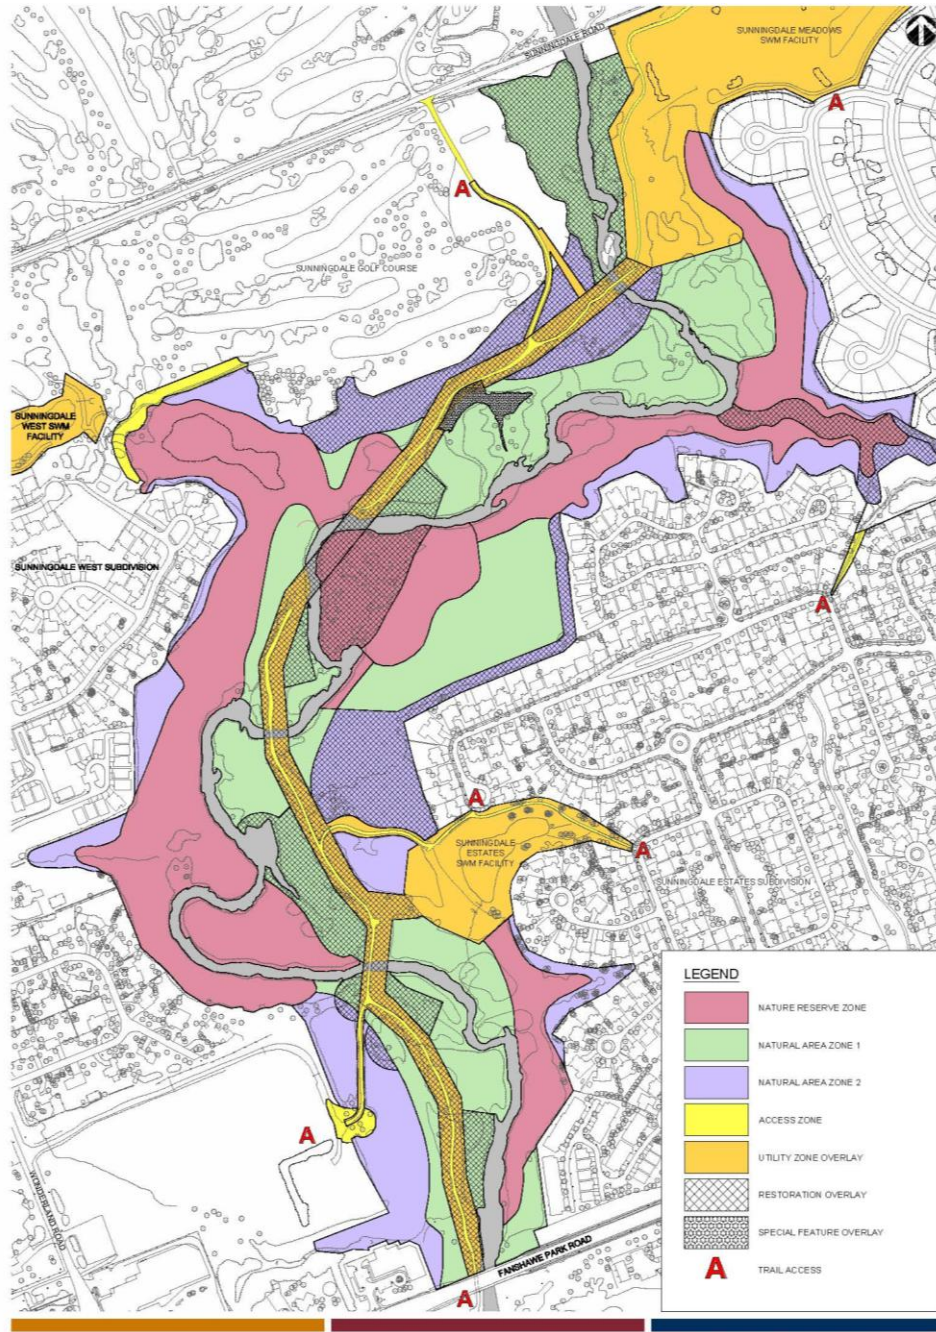 SUNNINGDALE MEADOWS
SWM FACILITY
SUNNINGDALE ROAD
A
A
SUNNINGDALE GOLF COURSE
SUNNINGDALE
WEST SWM
FACILITY
SUNNINGDALE WEST SUBDIVISION
A
A
SUNNINGDALE
ESTATES
SWM FACILITY
A
SUNNINGDALE ESTATES SUBDIVISION
A
WONDERLAND ROAD
FANSHAWE PARK ROAD
A
LEGEND
NATURE RESERVE ZONE
NATURAL AREA ZONE 1
NATURAL AREA ZONE 2
ACCESS ZONE
UTILITY ZONE OVERLAY
RESTORATION OVERLAY
SPECIAL FEATURE OVERLAY
A TRAIL ACCESS